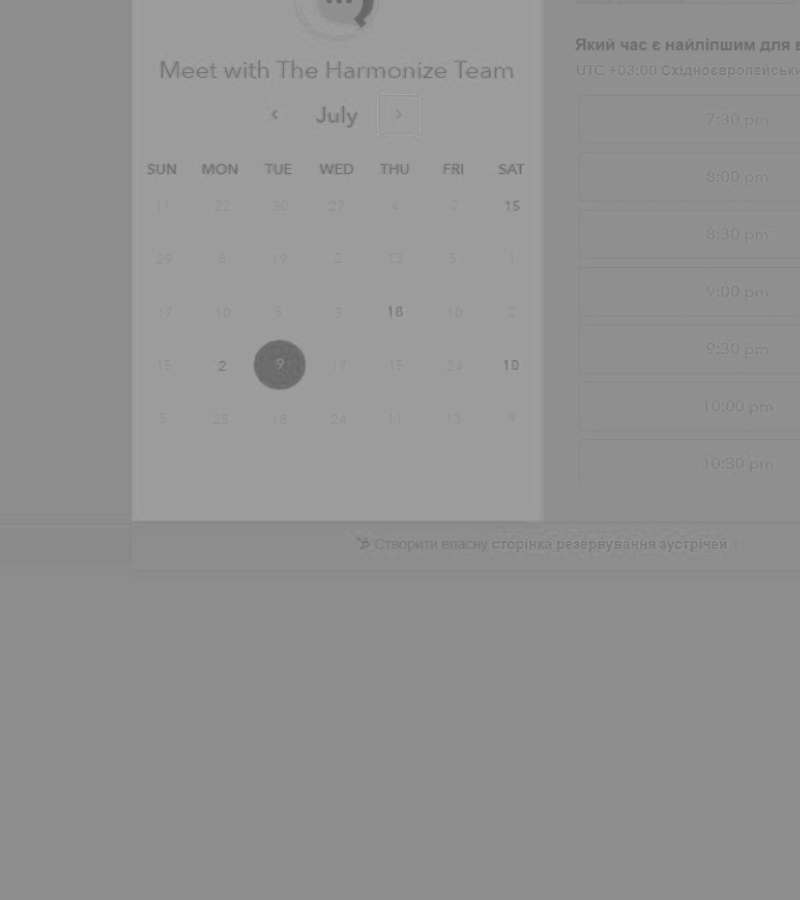 Meet with The Harmonize Team
‹ July ›
SUN MON TUE WED THU FRI SAT
11 22 30 27 4 2 15
29 5 19 2 13 5 1
17 10 5 3 18 10 2
15 2 9 17 15 24 10
5 25 18 24 11 13 9
Який час є найліпшим для в
UTC +03:00 Східноєвропейськи
7:30 pm
8:00 pm
8:30 pm
9:00 pm
9:30 pm
10:00 pm
10:30 pm
Створити власну сторінка резервування зустрічей